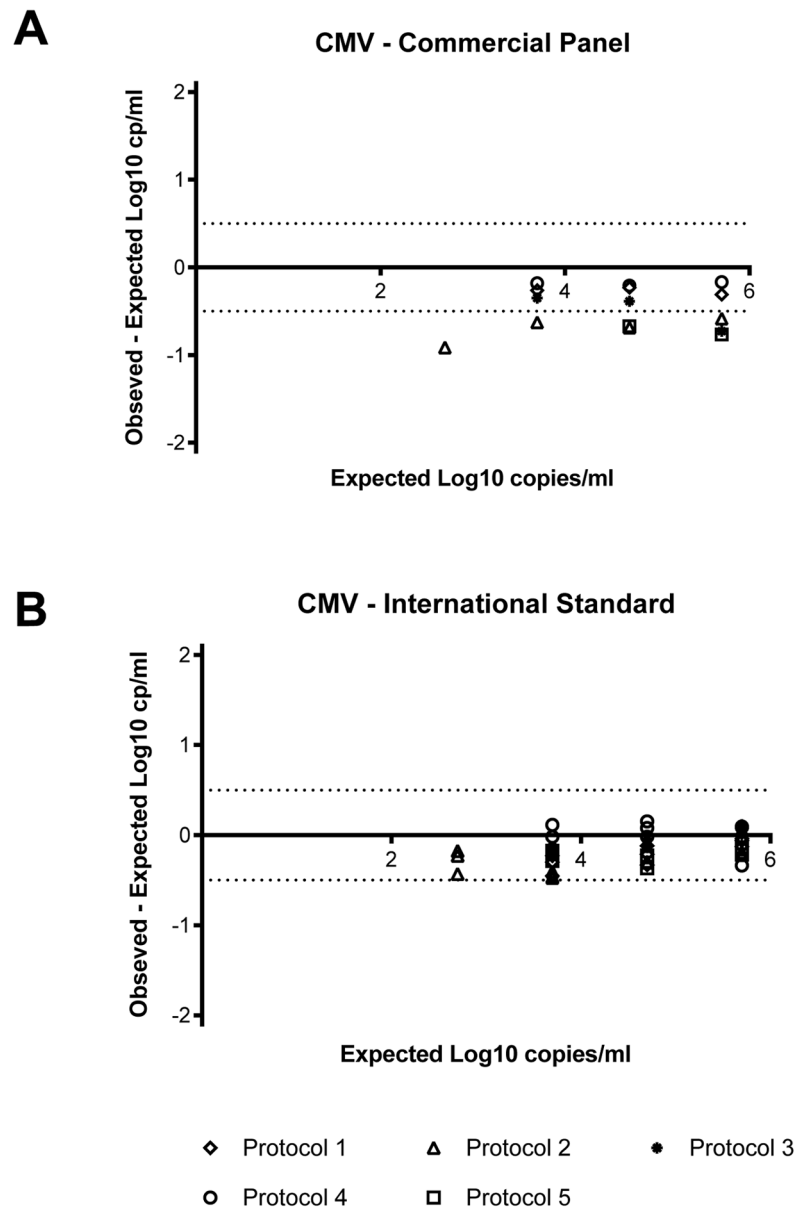 A
CMV - Commercial Panel
Obseved - Expected Log10 cp/ml
2
1
0
-1
-2
2
4
6
Expected Log10 copies/ml
B
CMV - International Standard
Obseved - Expected Log10 cp/ml
2
1
0
-1
-2
2
4
6
Expected Log10 copies/ml
Protocol 1
Protocol 2
Protocol 3
Protocol 4
Protocol 5